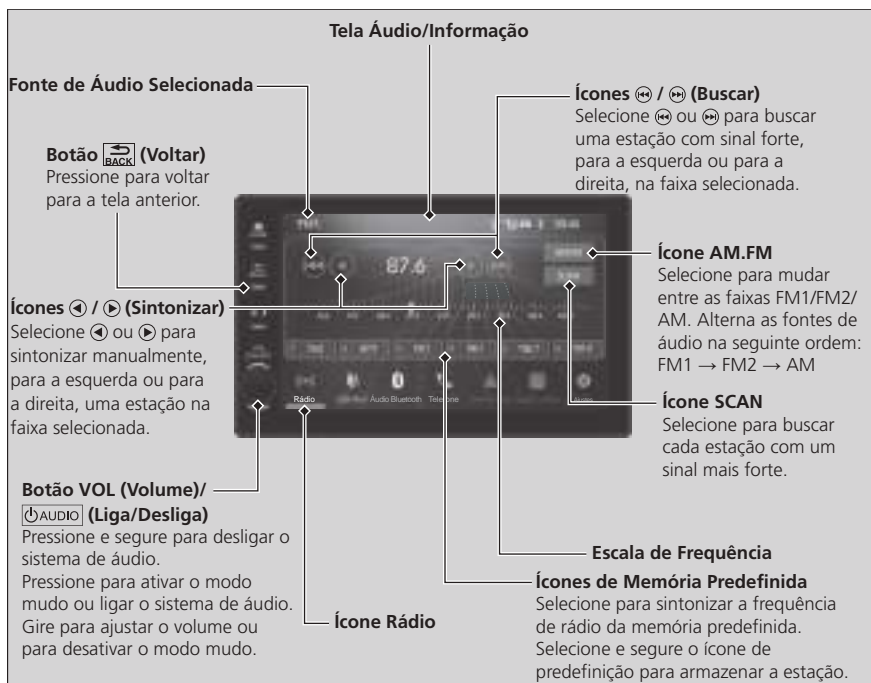 Tela Áudio/Informação
Fonte de Áudio Selecionada
Ícones ⏮ / ⏭ (Buscar)
Selecione ⏮ ou ⏭ para buscar
uma estação com sinal forte,
para a esquerda ou para a
direita, na faixa selecionada.
Botão BACK (Voltar)
Pressione para voltar
para a tela anterior.
Ícone AM.FM
Selecione para mudar
entre as faixas FM1/FM2/
AM. Alterna as fontes de
áudio na seguinte ordem:
FM1 → FM2 → AM
Ícones ◀ / ▶ (Sintonizar)
Selecione ◀ ou ▶ para
sintonizar manualmente,
para a esquerda ou para
a direita, uma estação na
faixa selecionada.
87.6
Rádio
Áudio Bluetooth
Telefone
Ícone SCAN
Selecione para buscar
cada estação com um
sinal mais forte.
Botão VOL (Volume)/
AUDIO (Liga/Desliga)
Pressione e segure para desligar o
sistema de áudio.
Pressione para ativar o modo
mudo ou ligar o sistema de áudio.
Gire para ajustar o volume ou
para desativar o modo mudo.
Ícone Rádio
Escala de Frequência
Ícones de Memória Predefinida
Selecione para sintonizar a frequência
de rádio da memória predefinida.
Selecione e segure o ícone de
predefinição para armazenar a estação.